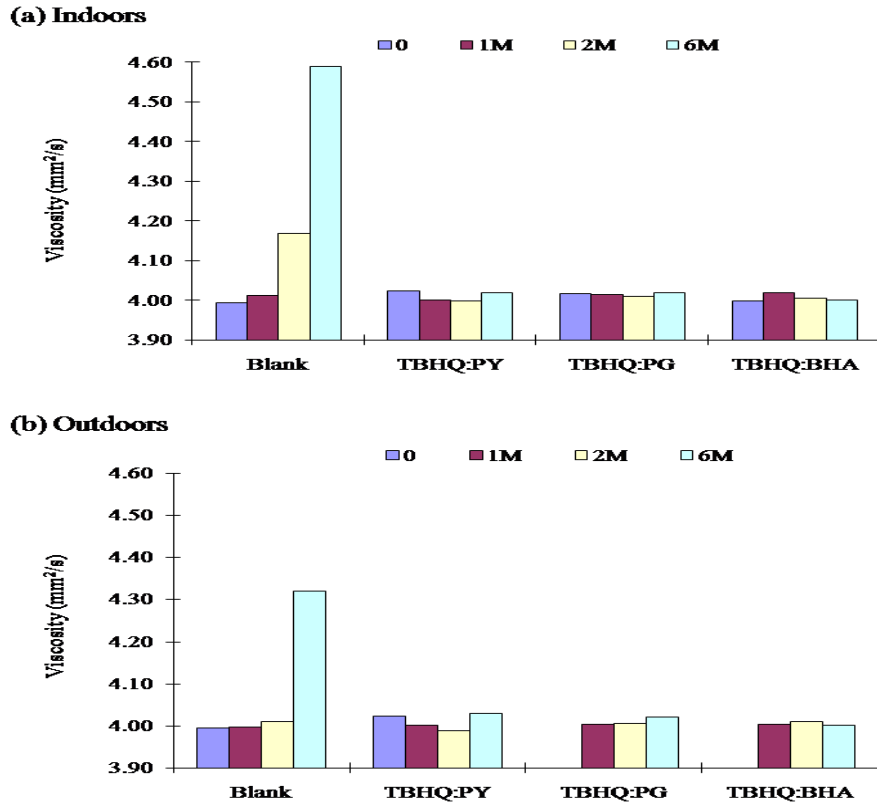 (a) Indoors
0 1M 2M 6M
4.60
4.50
4.40
4.30
4.20
4.10
4.00
3.90
Viscosity (mm²/s)
Blank TBHQ:PY TBHQ:PG TBHQ:BHA
(b) Outdoors
0 1M 2M 6M
4.60
4.50
4.40
4.30
4.20
4.10
4.00
3.90
Viscosity (mm²/s)
Blank TBHQ:PY TBHQ:PG TBHQ:BHA